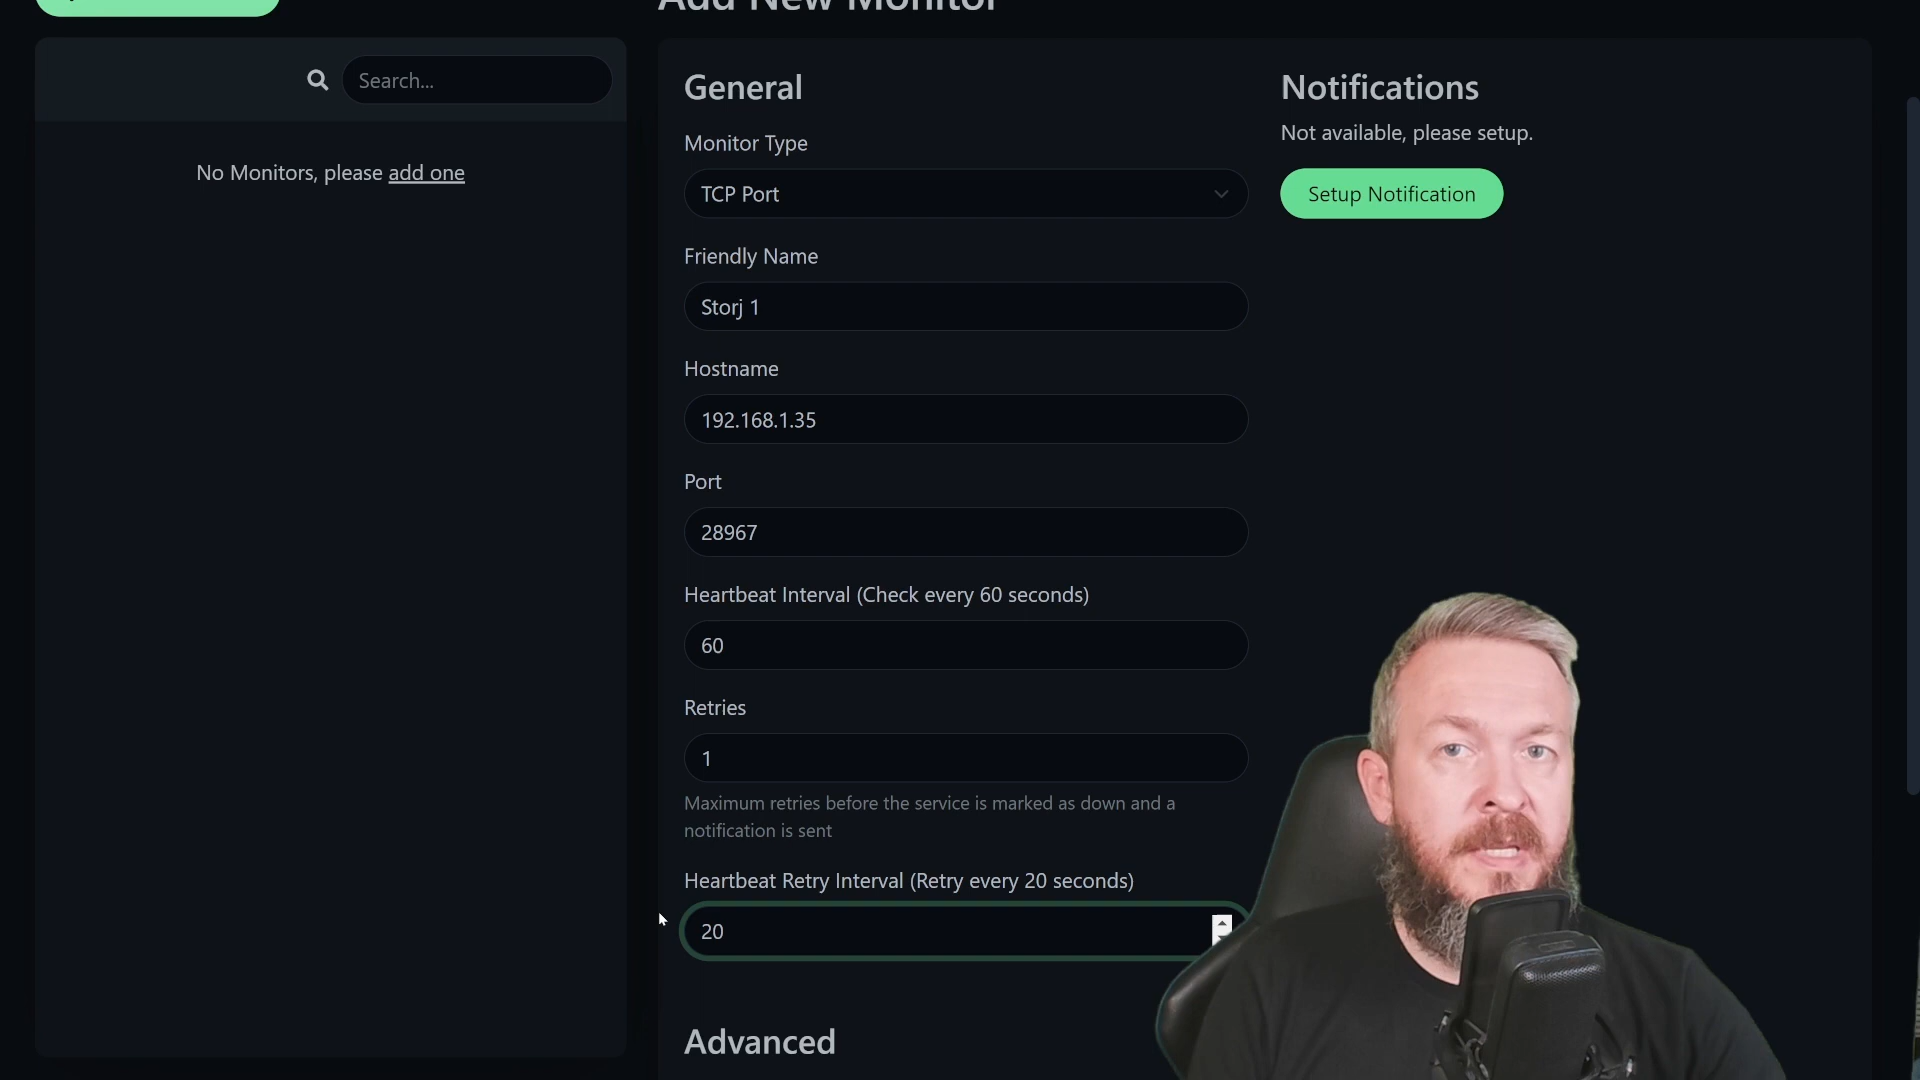 Add New Monitor
Search...
No Monitors, please add one
General
Monitor Type
TCP Port
Friendly Name
Storj 1
Hostname
192.168.1.35
Port
28967
Heartbeat Interval (Check every 60 seconds)
60
Retries
1
Maximum retries before the service is marked as down and a
notification is sent
Heartbeat Retry Interval (Retry every 20 seconds)
20
Advanced
Notifications
Not available, please setup.
Setup Notification